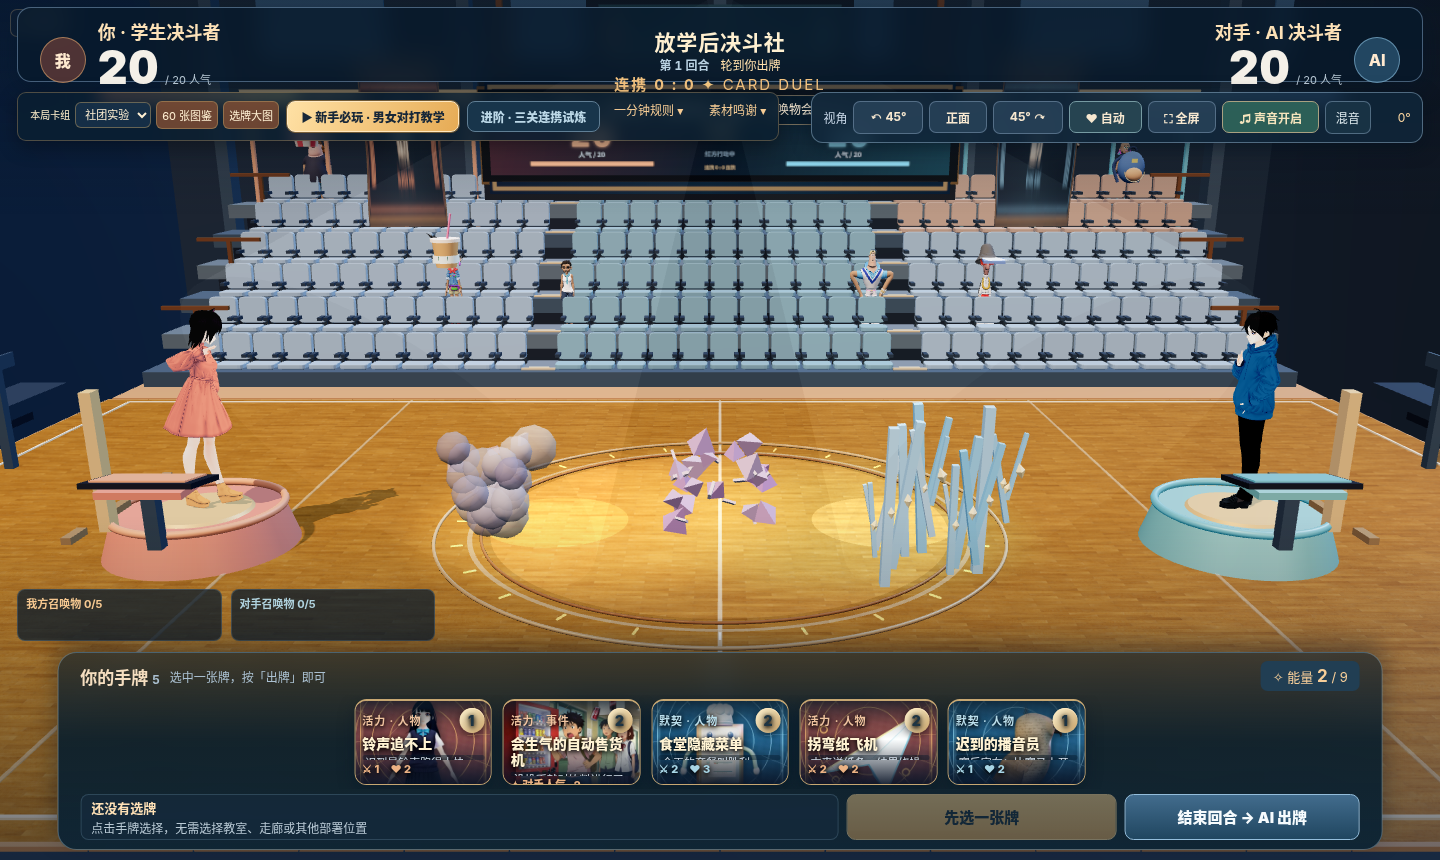 我
你 · 学生决斗者
20 / 20 人气
放学后决斗社
第 1 回合 轮到你出牌
连携 0 : 0 ✦ CARD DUEL
对手 · AI 决斗者
20 / 20 人气
AI
本局卡组 社团实验 60 张图鉴 选牌大图 ▶ 新手必玩 · 男女对打教学 进阶 · 三关连携试炼 一分钟规则 ▾ 素材鸣谢 ▾
唤物会
视角 ↶ 45° 正面 45° ↷ ♥ 自动 ⛶ 全屏 ♫ 声音开启 混音 0°
人气 / 20
人气 / 20
我方召唤物 0/5
对手召唤物 0/5
你的手牌 5 选中一张牌，按「出牌」即可
✧ 能量 2 / 9
活力 · 人物 1
铃声追不上
⚔ 1 ♥ 2
活力 · 事件 2
会生气的自动售货机
默契 · 人物 2
食堂隐藏菜单
⚔ 2 ♥ 3
活力 · 人物 2
拐弯纸飞机
⚔ 2 ♥ 2
默契 · 人物 1
迟到的播音员
⚔ 1 ♥ 2
还没有选牌
点击手牌选择，无需选择教室、走廊或其他部署位置
先选一张牌
结束回合 → AI 出牌